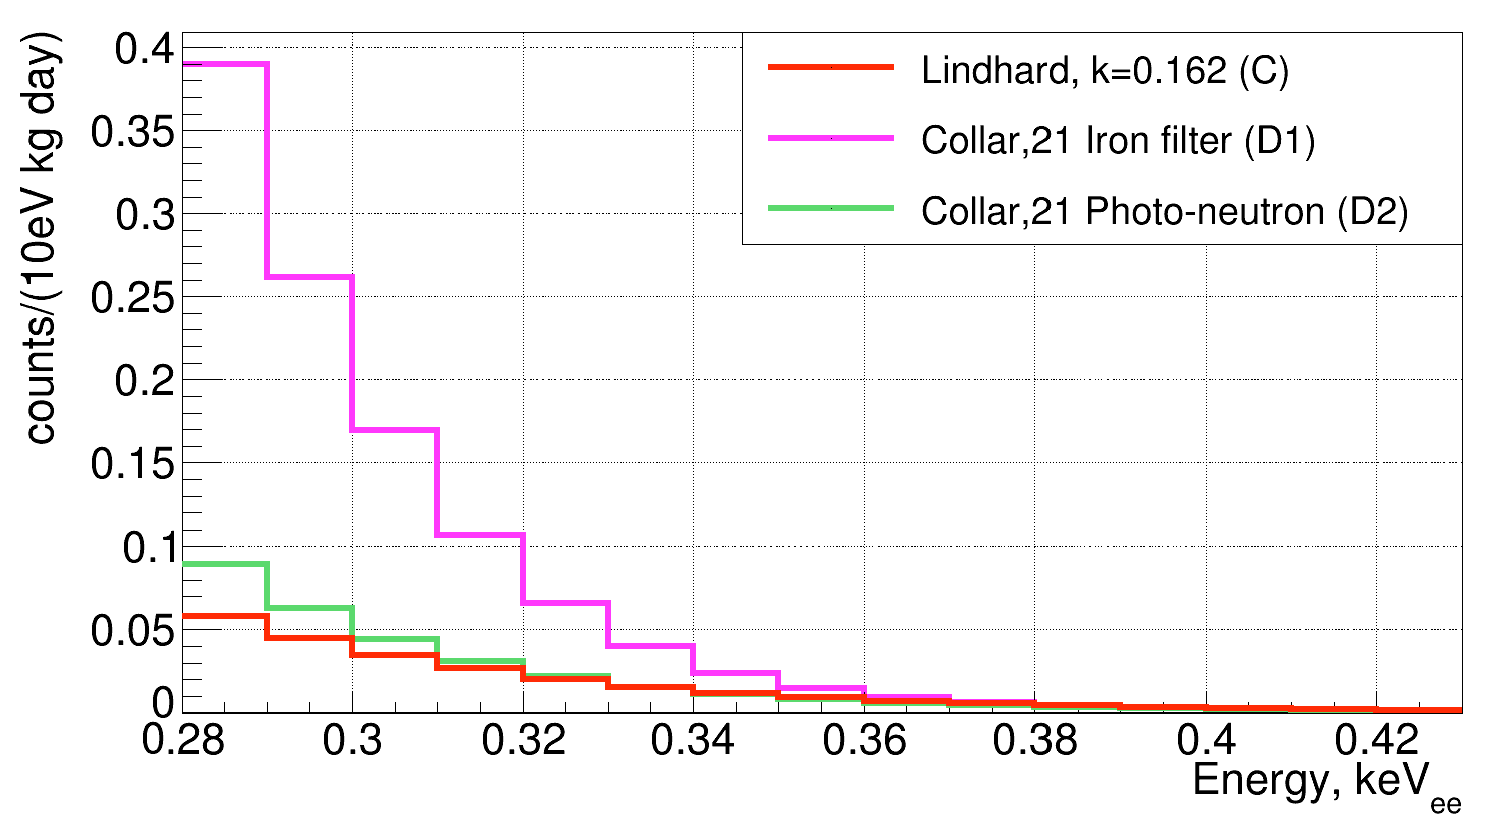 counts/(10eV kg day)
0.4
0.35
0.3
0.25
0.2
0.15
0.1
0.05
0
Lindhard, k=0.162 (C)
Collar,21 Iron filter (D1)
Collar,21 Photo-neutron (D2)
0.28 0.3 0.32 0.34 0.36 0.38 0.4 0.42
Energy, keVee